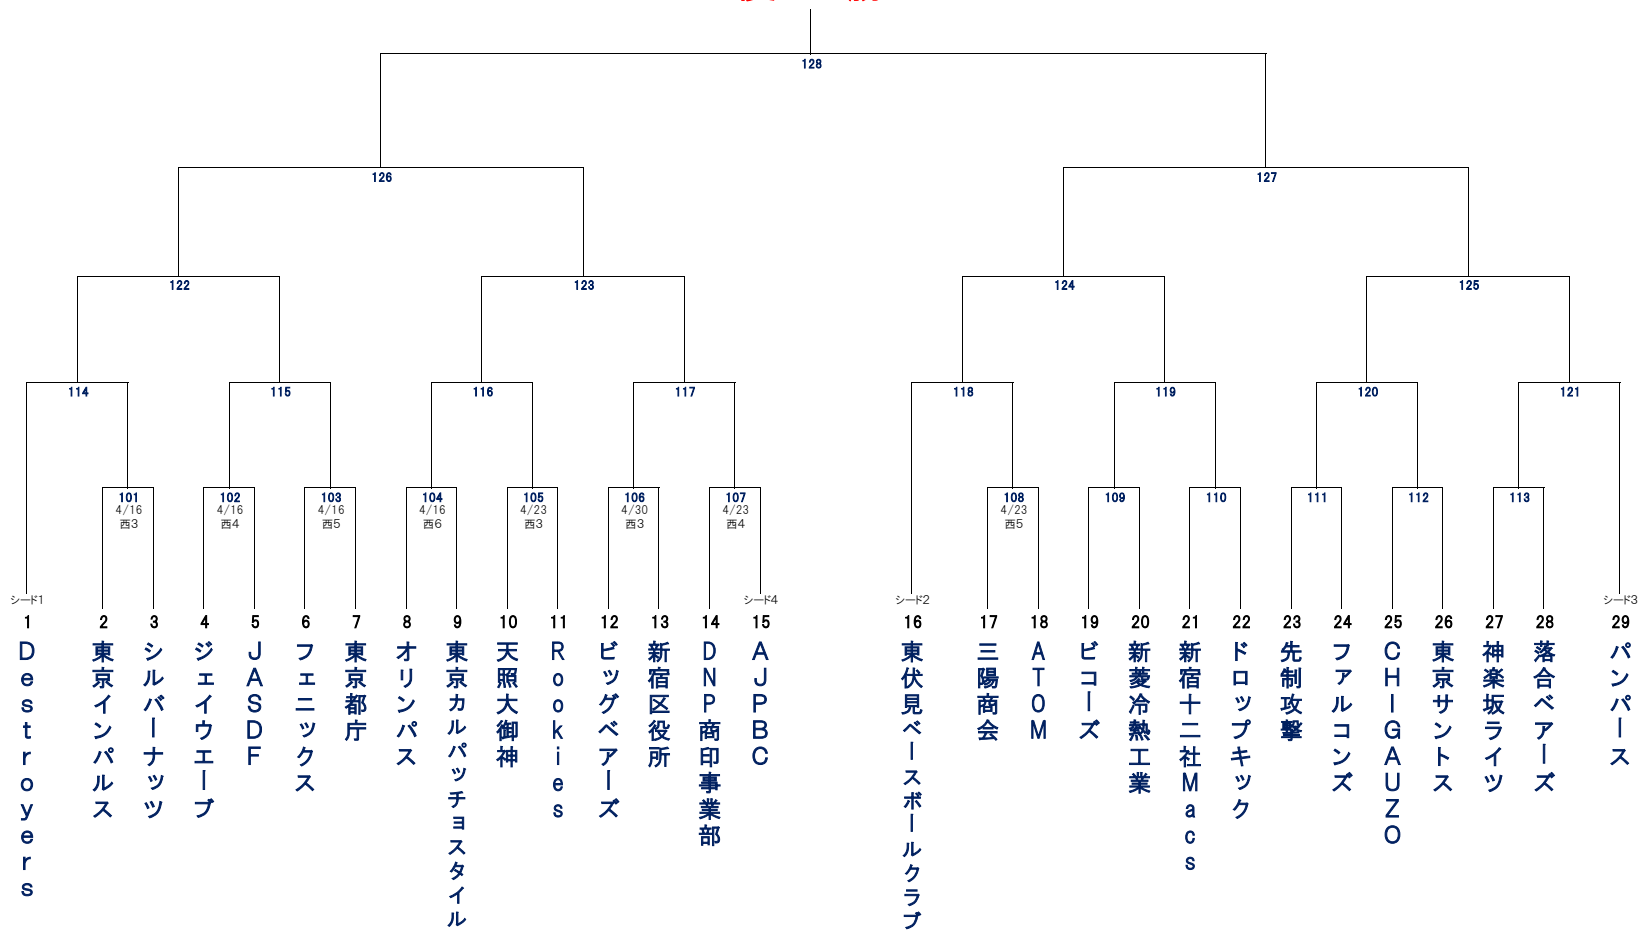 128
126
127
122
123
124
125
114
115
116
117
118
119
120
121
101
4/16
西3
102
4/16
西4
103
4/16
西5
104
4/16
西6
105
4/23
西3
106
4/30
西3
107
4/23
西4
108
4/23
西5
109
110
111
112
113
シード1
シード4
シード2
シード3
1
Destroyers
2
東京インパルス
3
シルバーナッツ
4
ジェイウエーブ
5
JASDF
6
フェニックス
7
東京都庁
8
オリンパス
9
東京カルパッチョスタイル
10
天照大御神
11
Rookies
12
ビッグベアーズ
13
新宿区役所
14
DNP商印事業部
15
AJPBC
16
東伏見ベースボールクラブ
17
三陽商会
18
ATOM
19
ビコーズ
20
新菱冷熱工業
21
新宿十二社Macs
22
ドロップキック
23
先制攻撃
24
ファルコンズ
25
CHIGAUZO
26
東京サントス
27
神楽坂ライツ
28
落合ベアーズ
29
パンパース